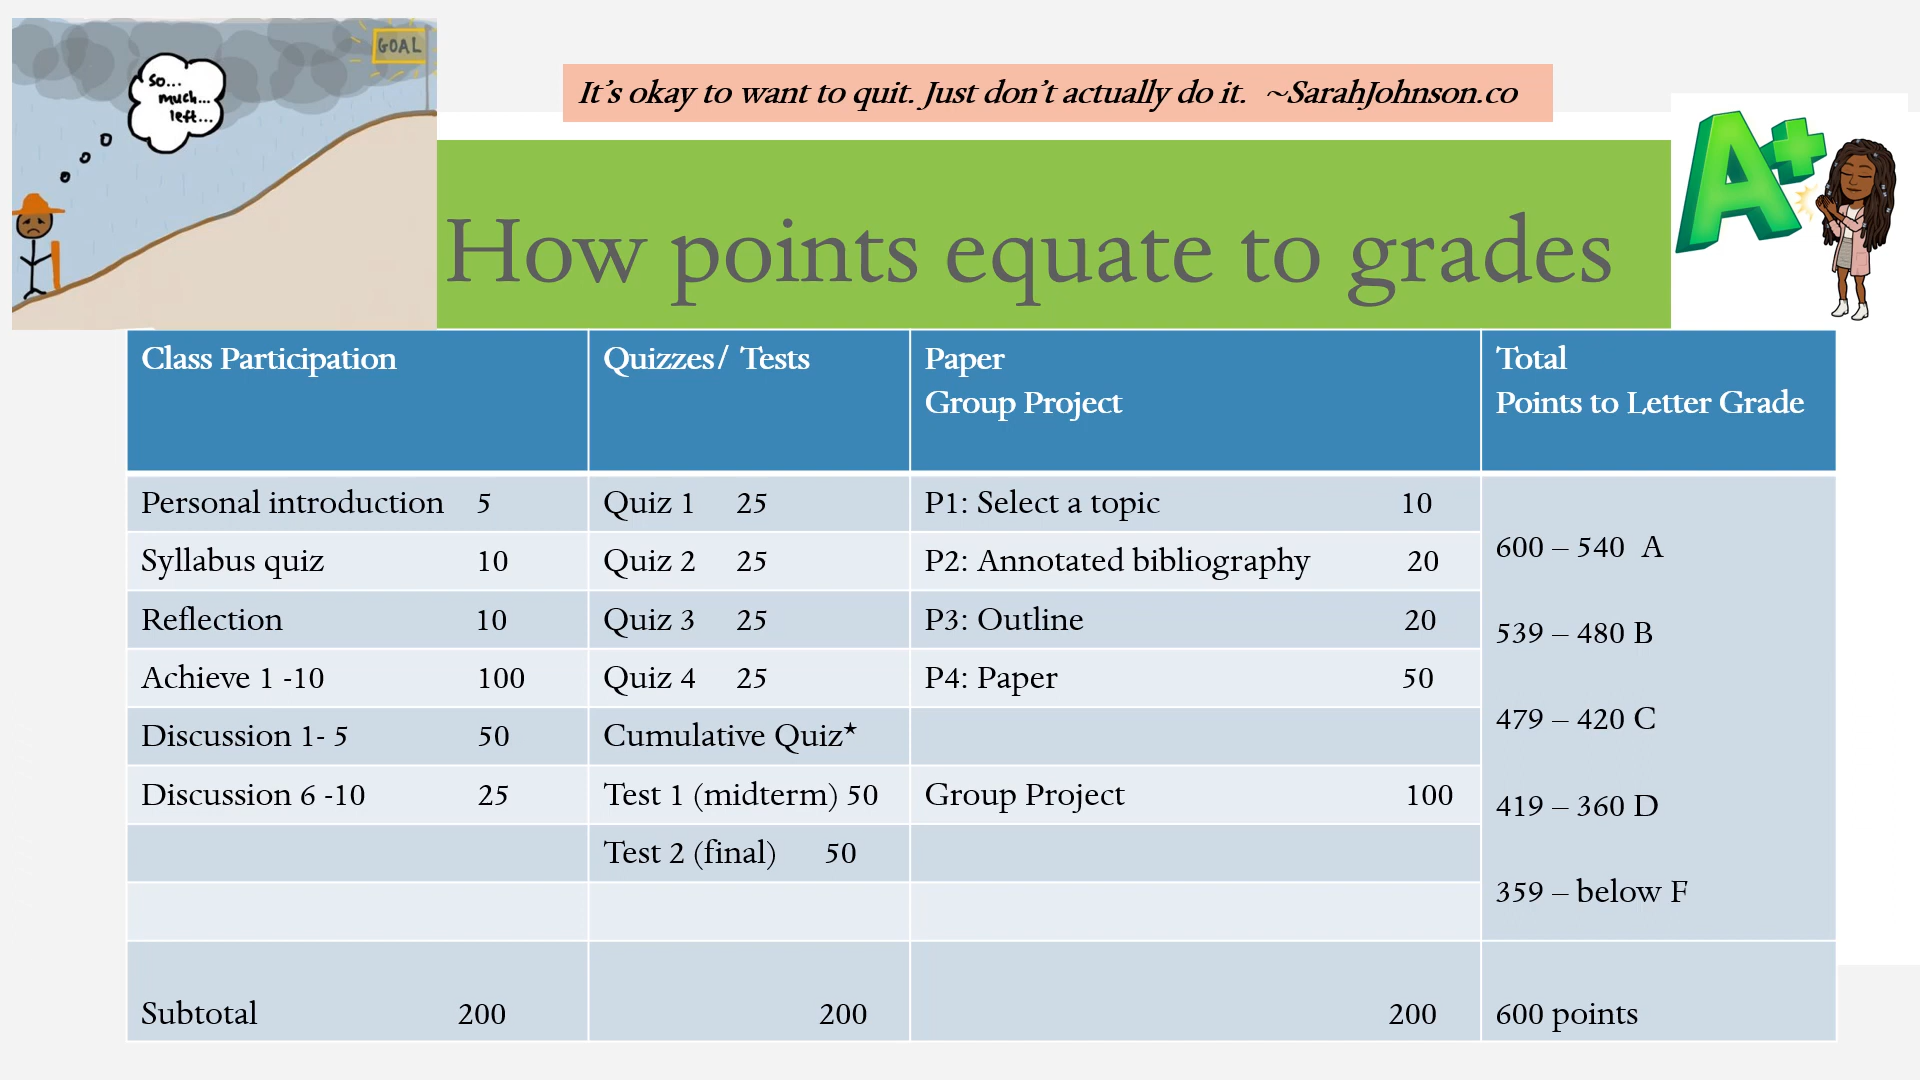 GOAL
So...
much...
left...
It's okay to want to quit. Just don't actually do it. ~SarahJohnson.co
A+
How points equate to grades
Class Participation
Quizzes/ Tests
Paper
Group Project
Total
Points to Letter Grade
Personal introduction 5
Quiz 1 25
P1: Select a topic 10
Syllabus quiz 10
Quiz 2 25
P2: Annotated bibliography 20
Reflection 10
Quiz 3 25
P3: Outline 20
Achieve 1 -10 100
Quiz 4 25
P4: Paper 50
Discussion 1- 5 50
Cumulative Quiz*
Discussion 6 -10 25
Test 1 (midterm) 50
Group Project 100
Test 2 (final) 50
600 – 540 A
539 – 480 B
479 – 420 C
419 – 360 D
359 – below F
Subtotal 200
200
200
600 points